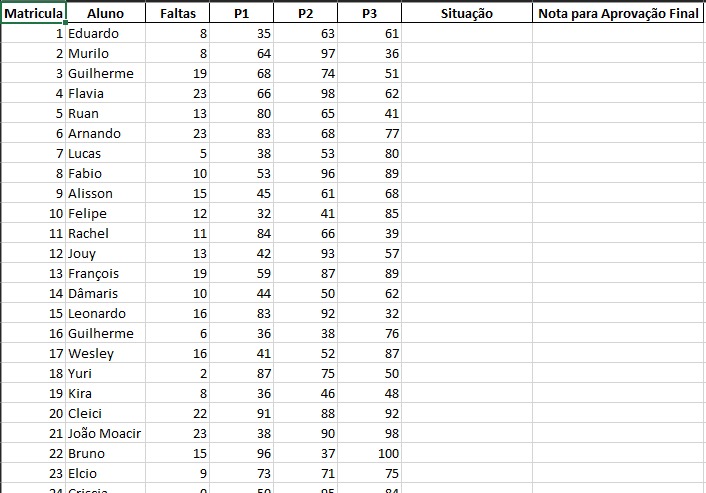 Matricula Aluno Faltas P1 P2 P3 Situação Nota para Aprovação Final
1 Eduardo 8 35 63 61
2 Murilo 8 64 97 36
3 Guilherme 19 68 74 51
4 Flavia 23 66 98 62
5 Ruan 13 80 65 41
6 Arnando 23 83 68 77
7 Lucas 5 38 53 80
8 Fabio 10 53 96 89
9 Alisson 15 45 61 68
10 Felipe 12 32 41 85
11 Rachel 11 84 66 39
12 Jouy 13 42 93 57
13 François 19 59 87 89
14 Dâmaris 10 44 50 62
15 Leonardo 16 83 92 32
16 Guilherme 6 36 38 76
17 Wesley 16 41 52 87
18 Yuri 2 87 75 50
19 Kira 8 36 46 48
20 Cleici 22 91 88 92
21 João Moacir 23 38 90 98
22 Bruno 15 96 37 100
23 Elcio 9 73 71 75